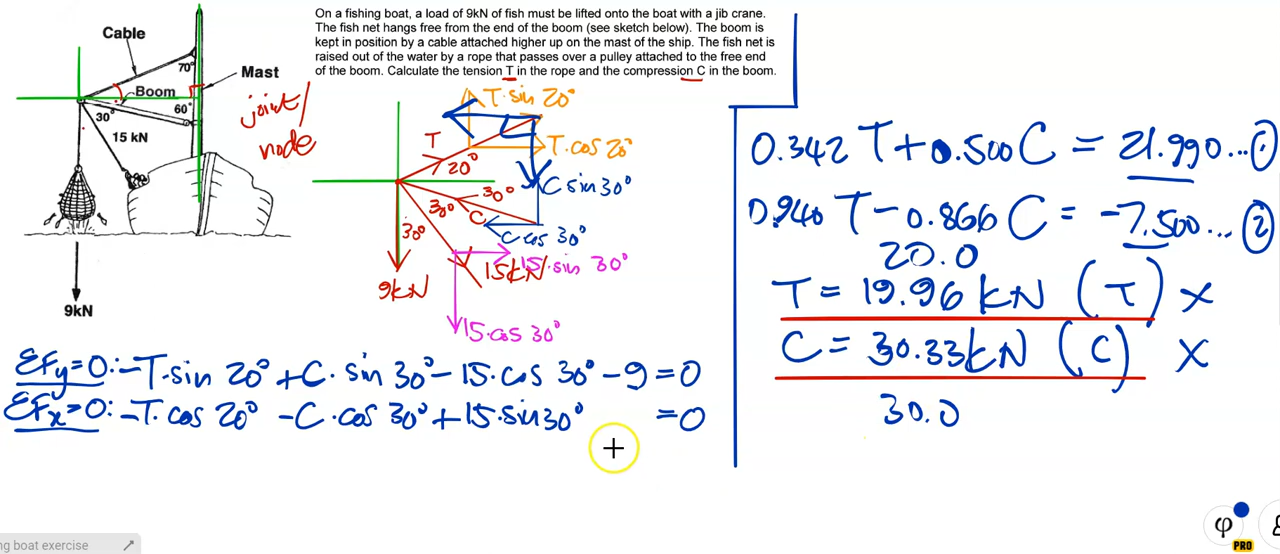 On a fishing boat, a load of 9kN of fish must be lifted onto the boat with a jib crane.
The fish net hangs free from the end of the boom (see sketch below). The boom is
kept in position by a cable attached higher up on the mast of the ship. The fish net is
raised out of the water by a rope that passes over a pulley attached to the free end
of the boom. Calculate the tension T in the rope and the compression C in the boom.
Cable
70°
Mast
Boom
30°
60°
15 kN
9kN
joint/
node
T.sin 20°
T
T.cos 20°
20°
C sin 30°
30°
30°
C
C cos 30°
30°
15kN
15.sin 30°
9kN
15.cos 30°
ΣFy=0:-T.sin 20° +C.sin 30°-15.cos 30°-9=0
ΣFx=0:-T.cos 20° -C.cos 30°+15.sin30° =0
0.342 T+0.500C = 21.990...①
0.940 T-0.866 C = -7.500...②
20.0
T = 19.96 kN (T) x
C = 30.33kN (C) x
30.0
ng boat exercise
φ
PRO